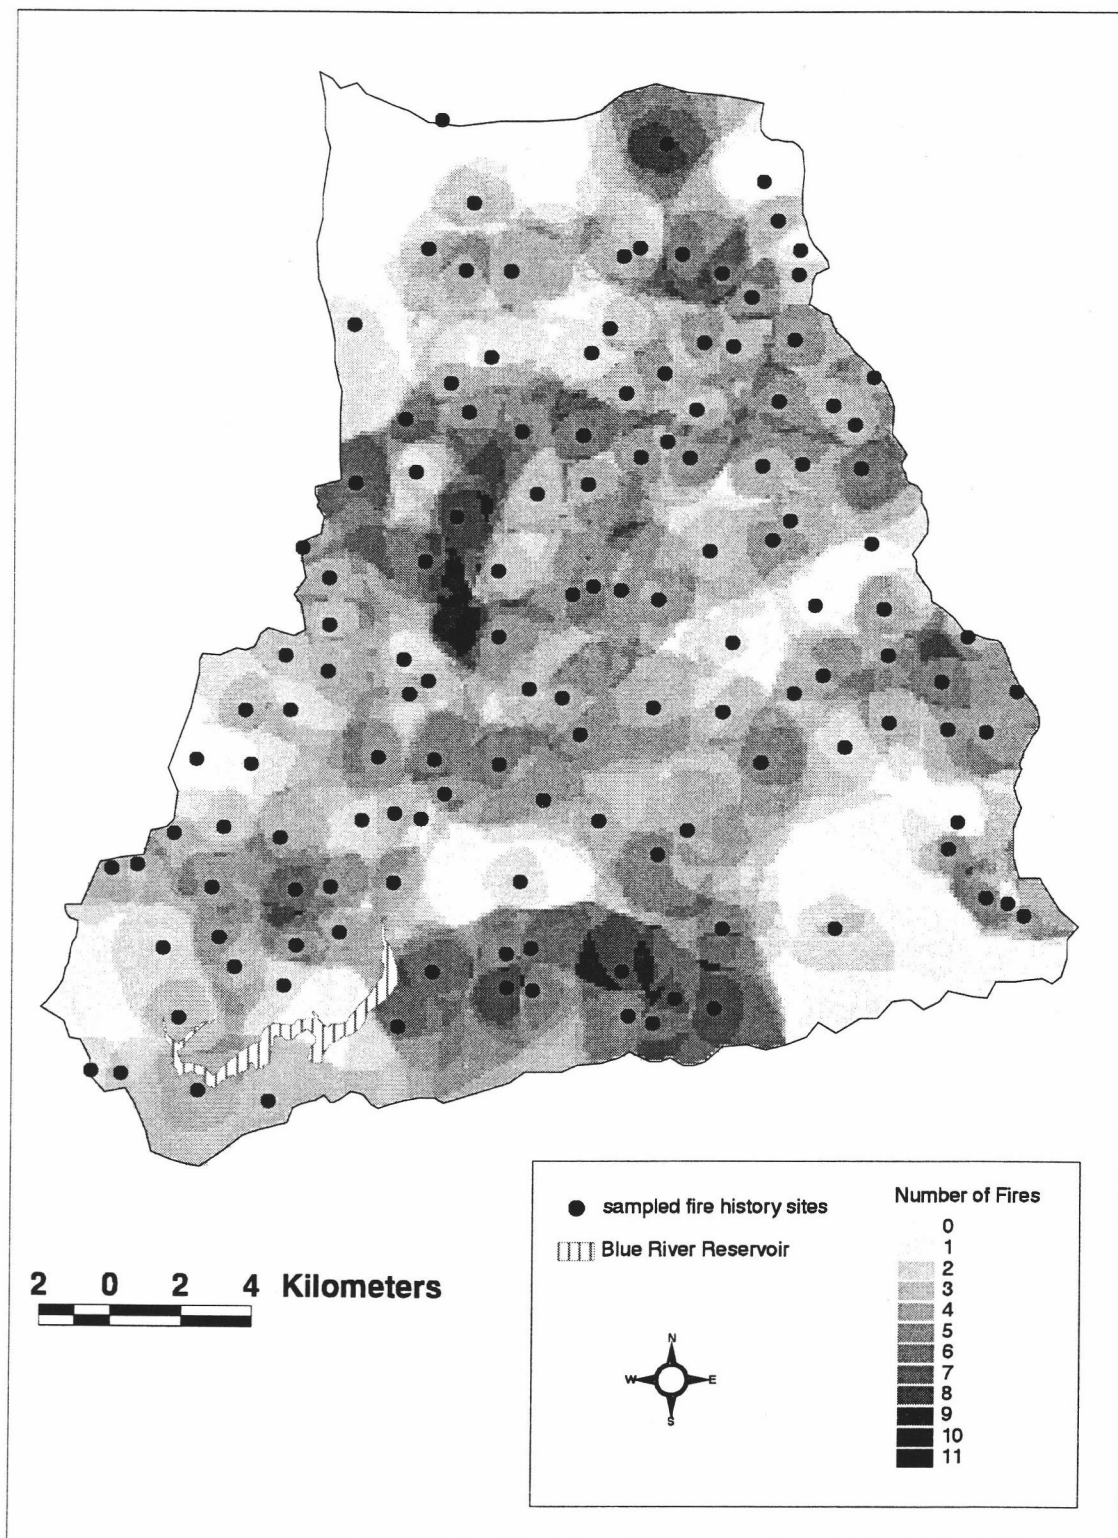 sampled fire history sites
Blue River Reservoir
Number of Fires
0
1
2
3
4
5
6
7
8
9
10
11
2 0 2 4 Kilometers
N
W E
S